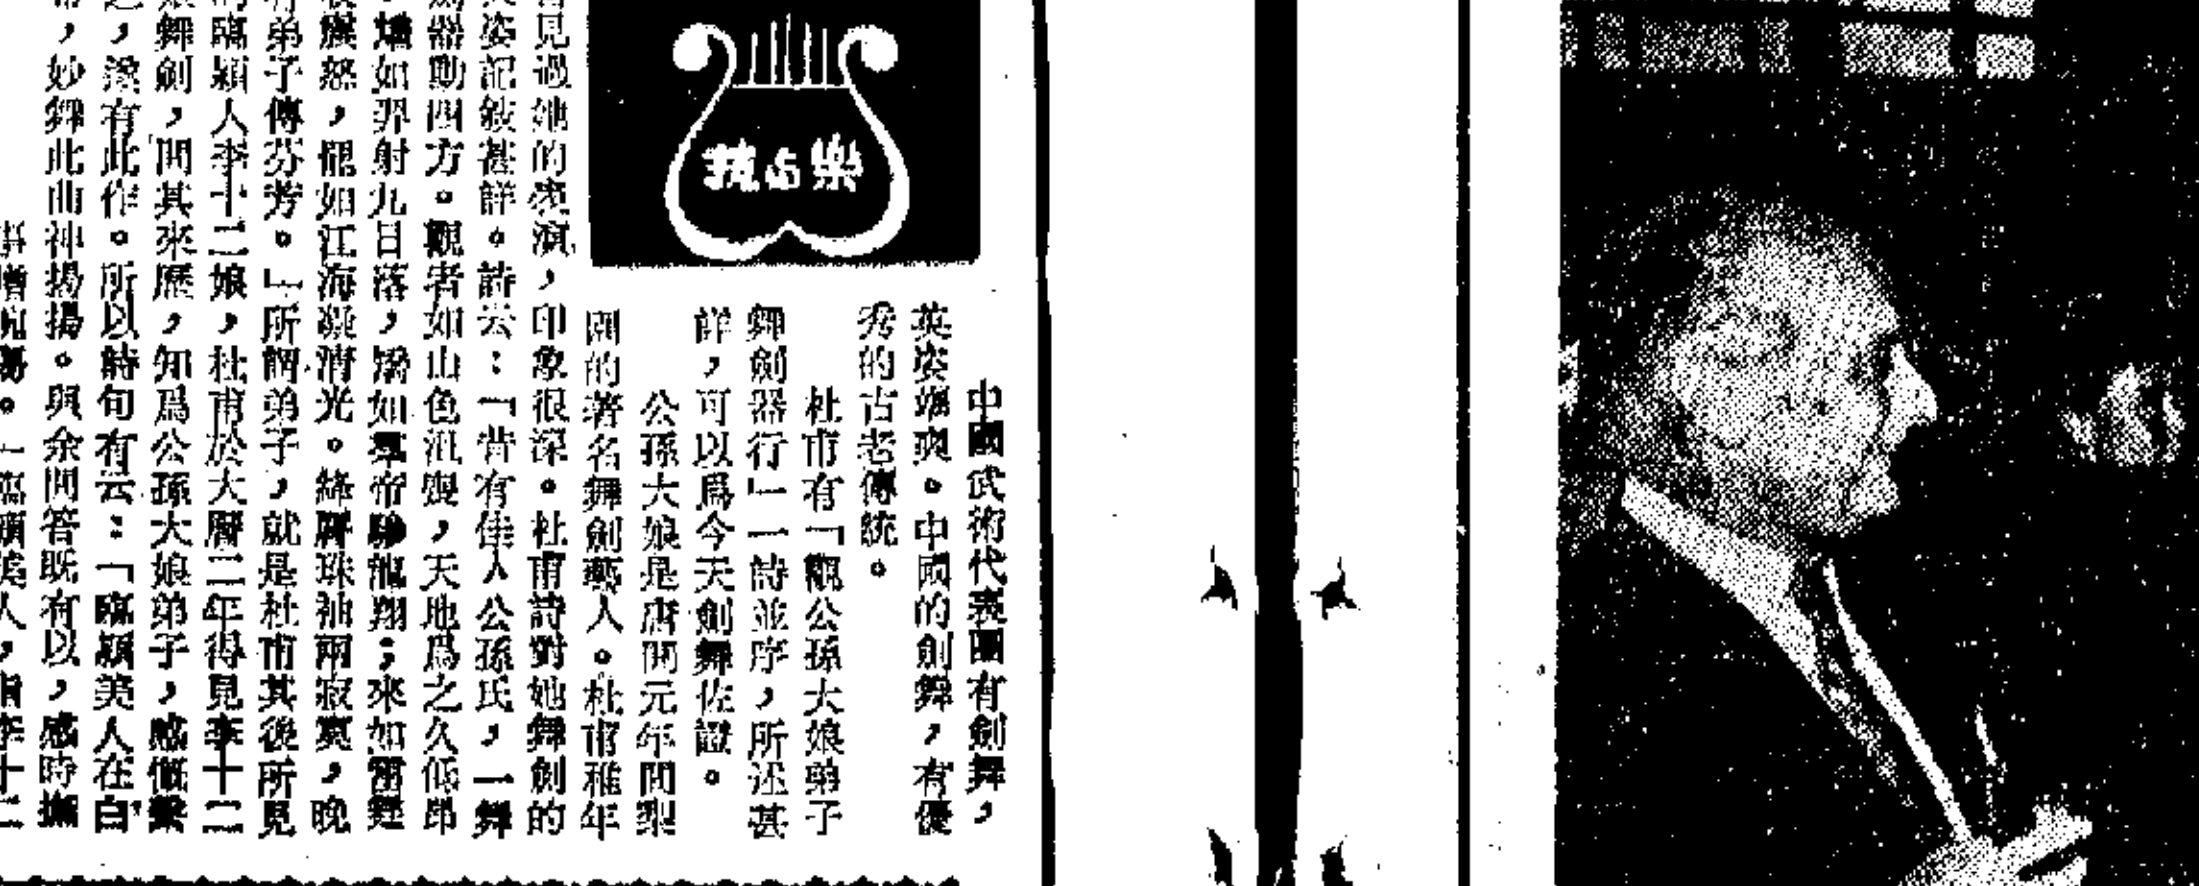 樂
中國武術代表團有劍舞，
英姿颯爽。中國的劍舞，有優
秀的古老傳統。
杜甫有「觀公孫大娘弟子
舞劍器行」一詩並序，所述甚
詳，可以爲今天劍舞佐證。
公孫大娘是唐開元年間梨
園的著名舞劍藝人。杜甫稚年
曾見過她的表演，印象很深。杜甫詩對她舞劍的
英姿記敍甚詳。詩云：「昔有佳人公孫氏，一舞
劍器動四方。觀者如山色沮喪，天地爲之久低昂
。㸌如羿射九日落，矯如羣帝驂龍翔；來如雷霆
收震怒，罷如江海凝清光。絳脣珠袖兩寂寞，晚
有弟子傳芬芳。」所謂弟子，就是杜甫其後所見
的臨潁人李十二娘，杜甫於大曆二年得見李十二
娘舞劍，問其來歷，知爲公孫大娘弟子，感慨繫
之，遂有此作。所以詩句有云：「臨潁美人在白
帝，妙舞此曲神揚揚。與余問答既有以，感時撫
事增惋傷。」臨潁美人，指李十二